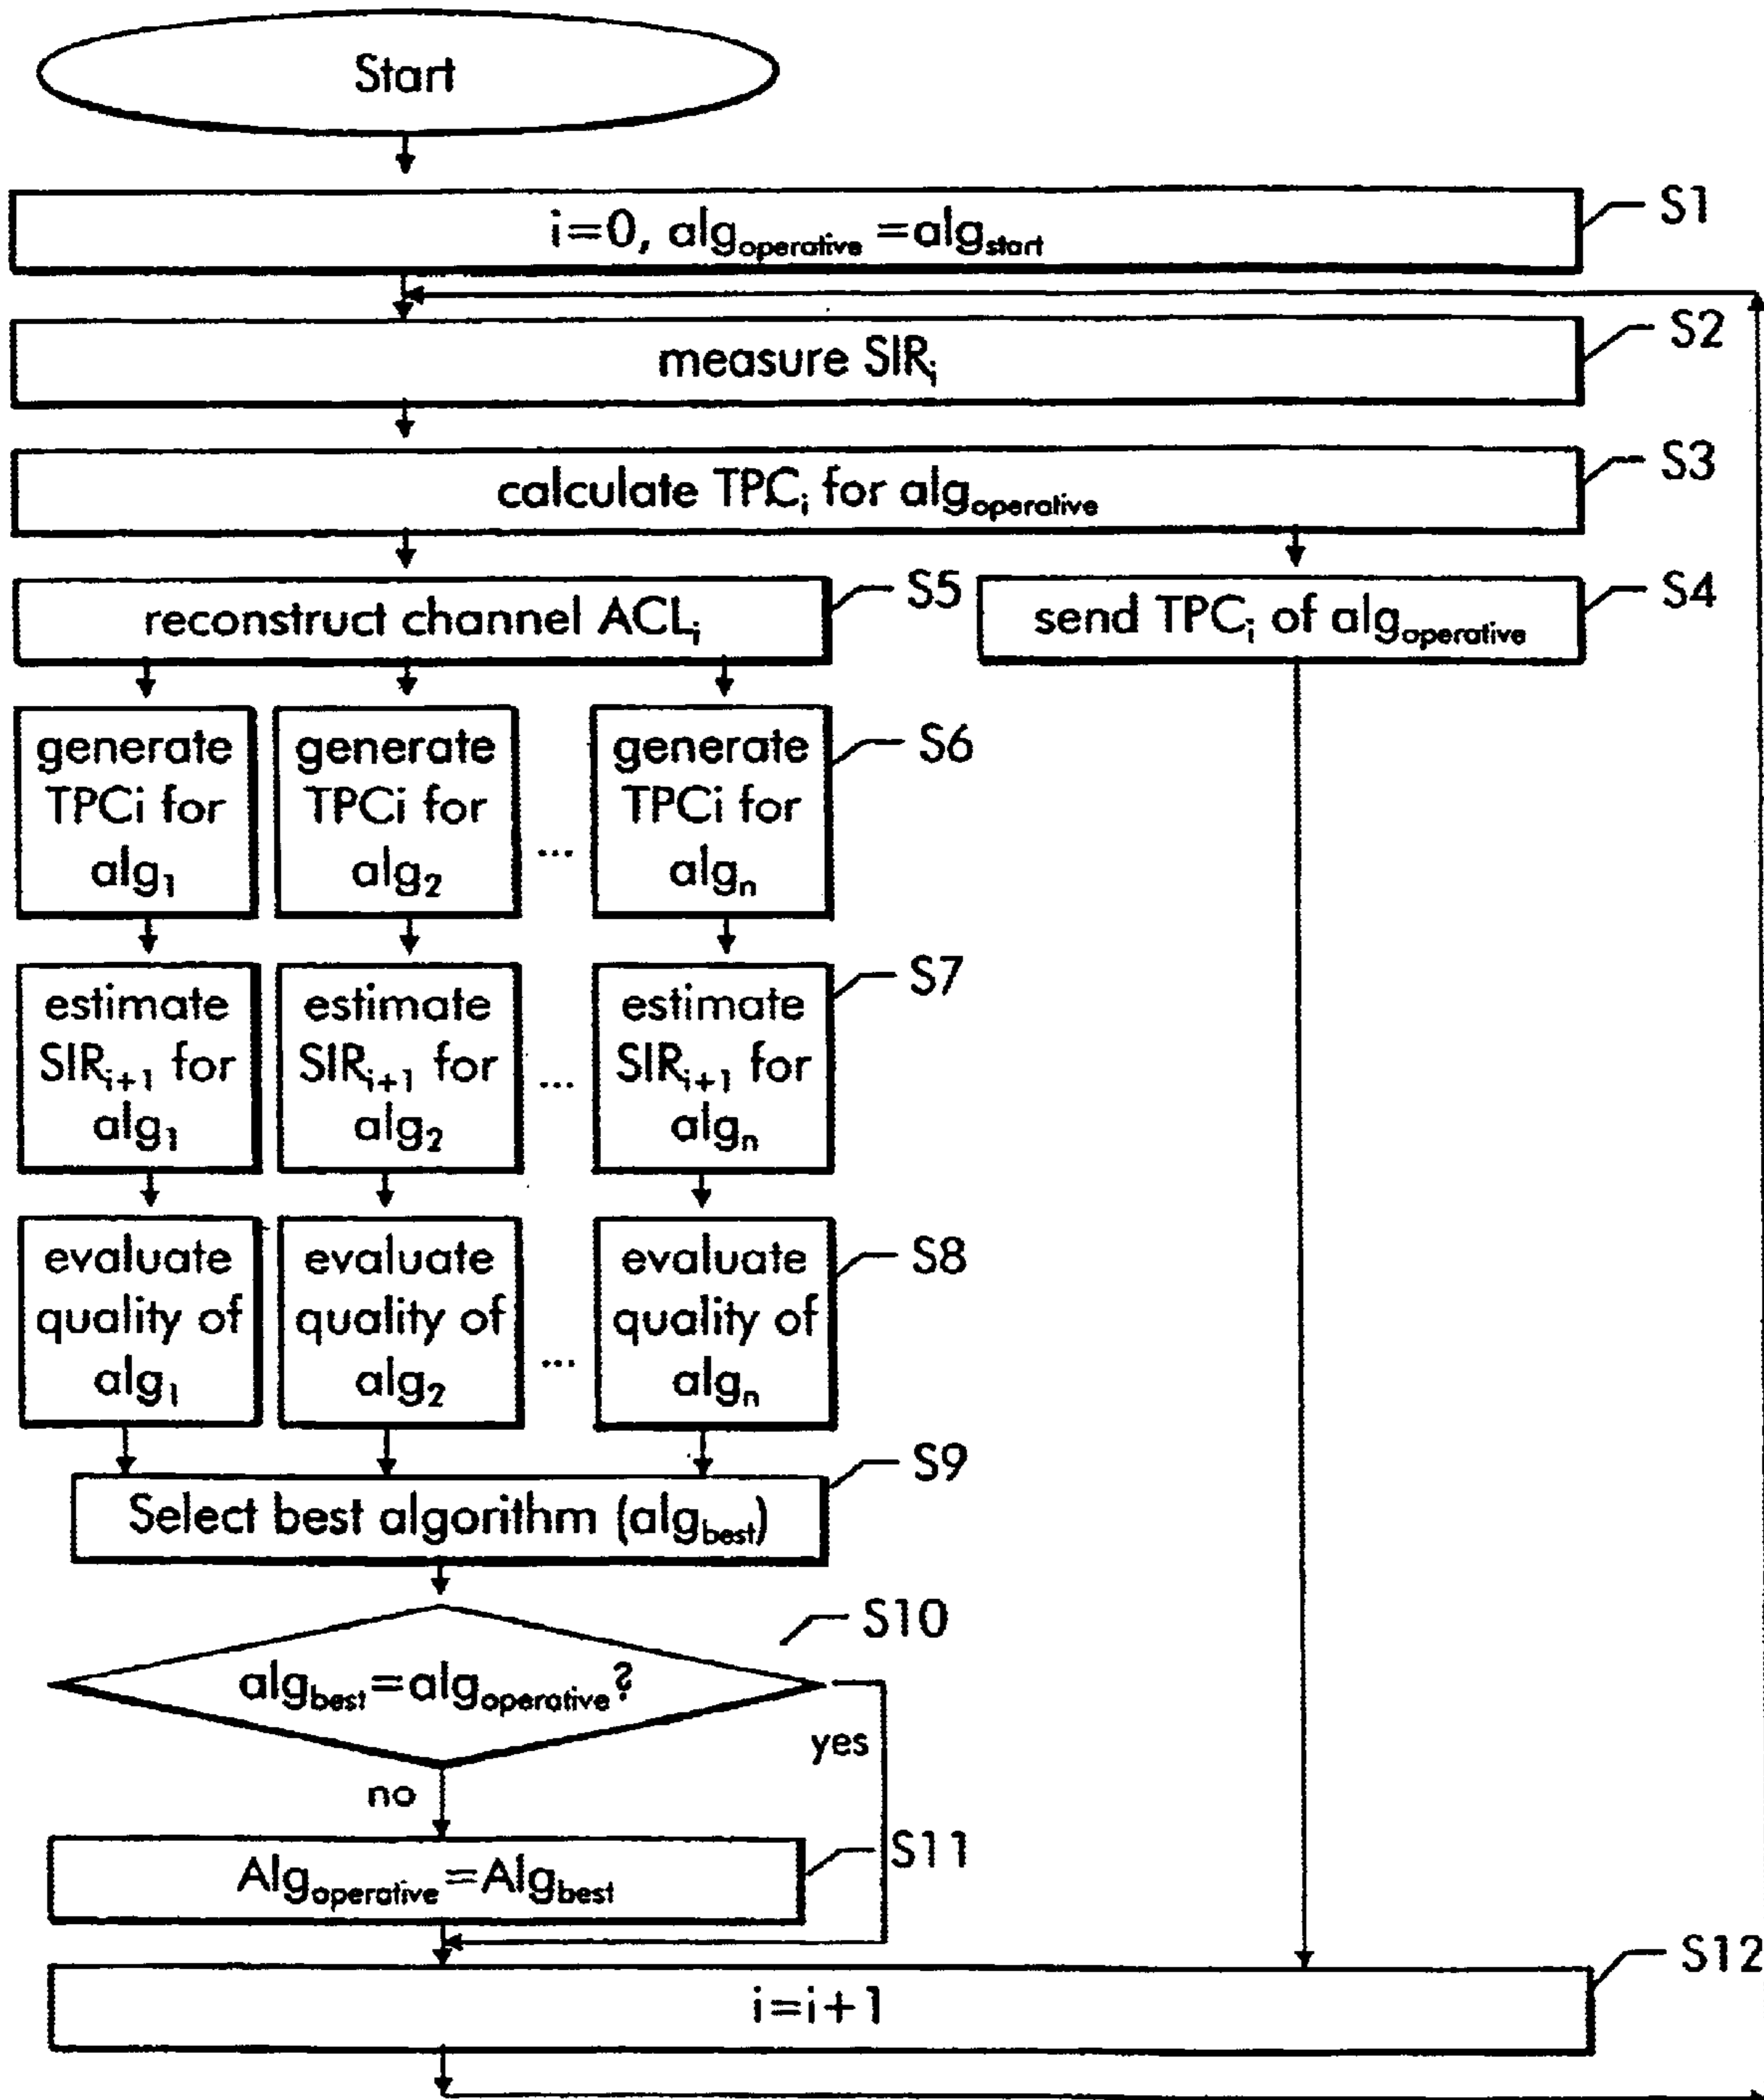 Start
i=0, alg_operative=alg_start
S1
measure SIR_i
S2
calculate TPC_i for alg_operative
S3
reconstruct channel ACL_i
S5
send TPC_i of alg_operative
S4
generate
TPCi for
alg_1
generate
TPCi for
alg_2
...
generate
TPCi for
alg_n
S6
estimate
SIR_i+1 for
alg_1
estimate
SIR_i+1 for
alg_2
...
estimate
SIR_i+1 for
alg_n
S7
evaluate
quality of
alg_1
evaluate
quality of
alg_2
...
evaluate
quality of
alg_n
S8
Select best algorithm (alg_best)
S9
alg_best=alg_operative?
S10
yes
no
Alg_operative=Alg_best
S11
i=i+1
S12